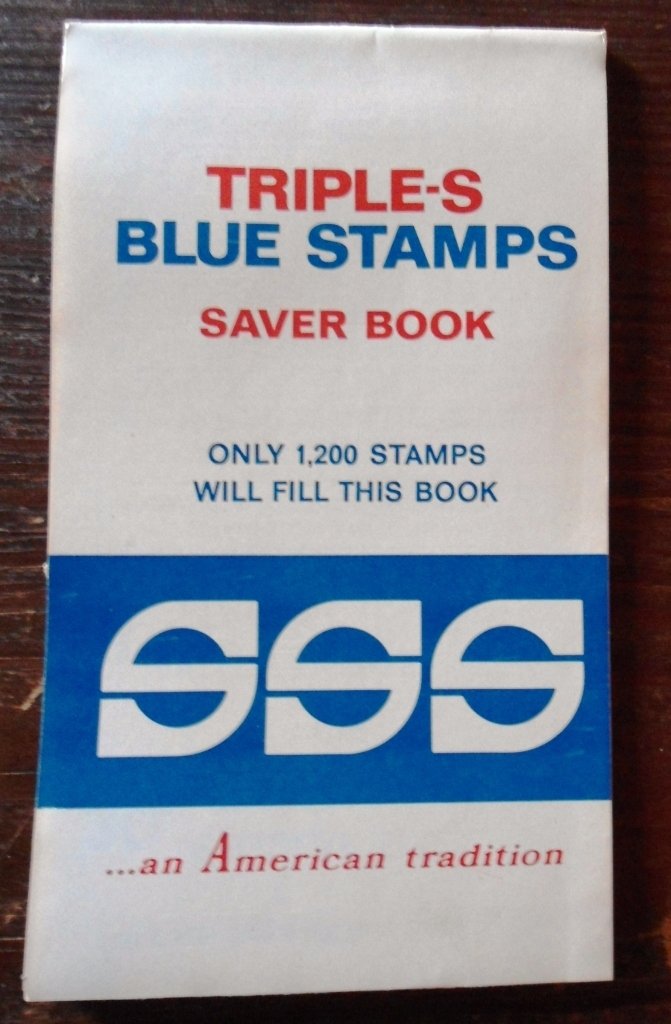 TRIPLE-S
BLUE STAMPS
SAVER BOOK
ONLY 1,200 STAMPS
WILL FILL THIS BOOK
SSS
...an American tradition